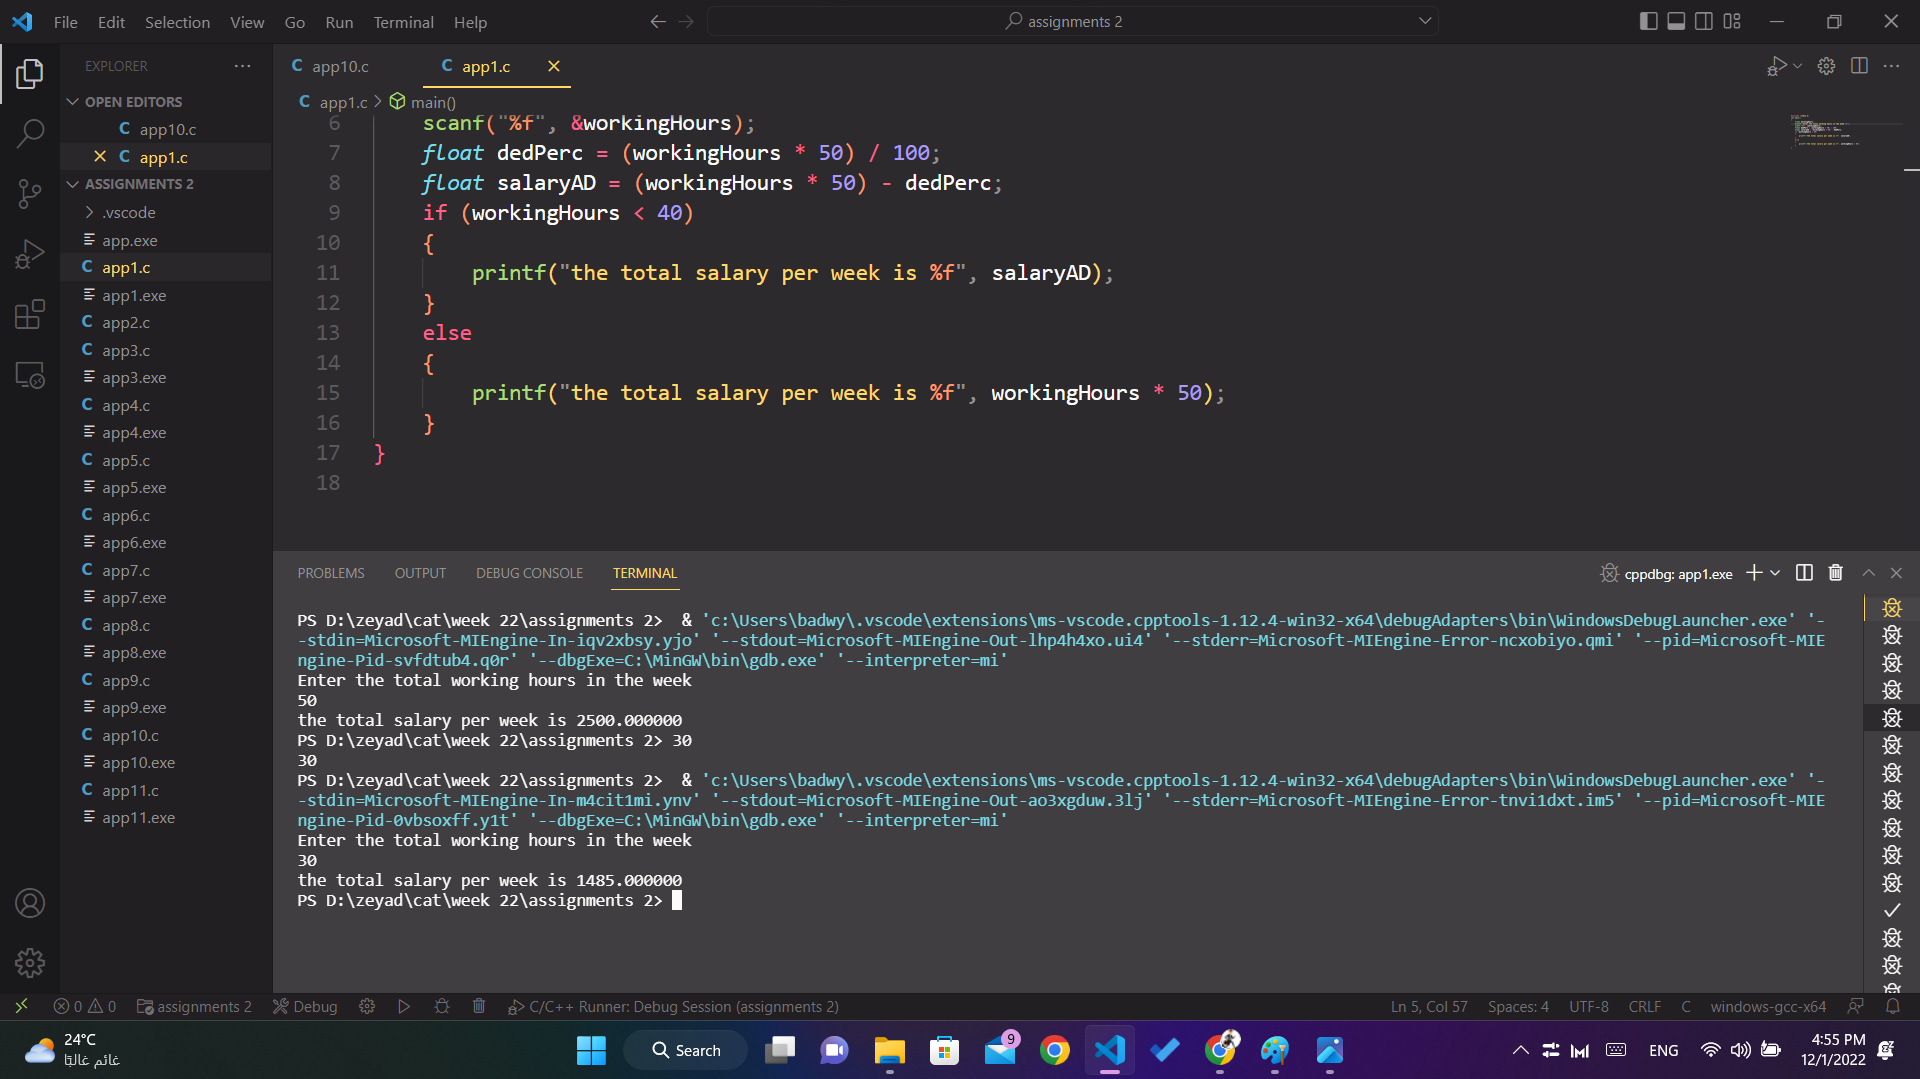 File Edit Selection View Go Run Terminal Help
assignments 2
EXPLORER
OPEN EDITORS
C app10.c
C app1.c
ASSIGNMENTS 2
.vscode
app.exe
C app1.c
app1.exe
C app2.c
C app3.c
app3.exe
C app4.c
app4.exe
C app5.c
app5.exe
C app6.c
app6.exe
C app7.c
app7.exe
C app8.c
app8.exe
C app9.c
app9.exe
C app10.c
app10.exe
C app11.c
app11.exe
C app10.c C app1.c
C app1.c > main()
6 scanf("%f", &workingHours);
7 float dedPerc = (workingHours * 50) / 100;
8 float salaryAD = (workingHours * 50) - dedPerc;
9 if (workingHours < 40)
10 {
11 printf("the total salary per week is %f", salaryAD);
12 }
13 else
14 {
15 printf("the total salary per week is %f", workingHours * 50);
16 }
17 }
18
PROBLEMS OUTPUT DEBUG CONSOLE TERMINAL
cppdbg: app1.exe
PS D:\zeyad\cat\week 22\assignments 2>  & 'c:\Users\badwy\.vscode\extensions\ms-vscode.cpptools-1.12.4-win32-x64\debugAdapters\bin\WindowsDebugLauncher.exe' '-
-stdin=Microsoft-MIEngine-In-iqv2xbsy.yjo' '--stdout=Microsoft-MIEngine-Out-lhp4h4xo.ui4' '--stderr=Microsoft-MIEngine-Error-ncxobiyo.qmi' '--pid=Microsoft-MIE
ngine-Pid-svfdtub4.q0r' '--dbgExe=C:\MinGW\bin\gdb.exe' '--interpreter=mi'
Enter the total working hours in the week
50
the total salary per week is 2500.000000
PS D:\zeyad\cat\week 22\assignments 2> 30
30
PS D:\zeyad\cat\week 22\assignments 2>  & 'c:\Users\badwy\.vscode\extensions\ms-vscode.cpptools-1.12.4-win32-x64\debugAdapters\bin\WindowsDebugLauncher.exe' '-
-stdin=Microsoft-MIEngine-In-m4cit1mi.ynv' '--stdout=Microsoft-MIEngine-Out-ao3xgduw.3lj' '--stderr=Microsoft-MIEngine-Error-tnvi1dxt.im5' '--pid=Microsoft-MIE
ngine-Pid-0vbsoxff.y1t' '--dbgExe=C:\MinGW\bin\gdb.exe' '--interpreter=mi'
Enter the total working hours in the week
30
the total salary per week is 1485.000000
PS D:\zeyad\cat\week 22\assignments 2>
0 0 assignments 2 Debug C/C++ Runner: Debug Session (assignments 2) Ln 5, Col 57 Spaces: 4 UTF-8 CRLF C windows-gcc-x64
24°C
غائم غالبًا
Search
9
ENG
4:55 PM
12/1/2022